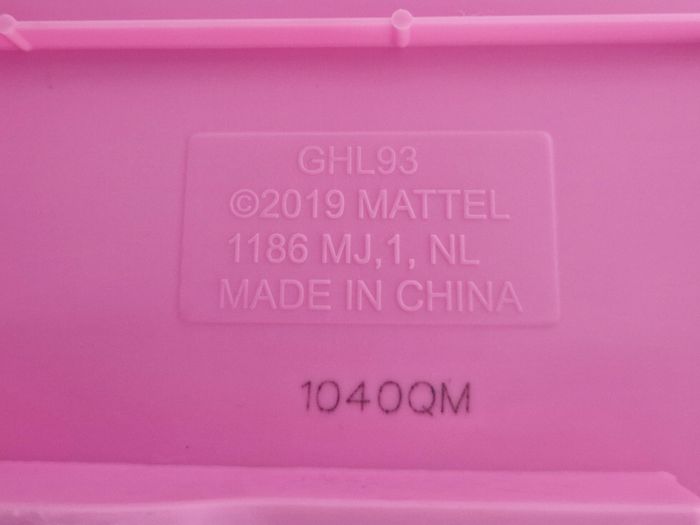 GHL93
©2019 MATTEL
1186 MJ,1, NL
MADE IN CHINA
1040QM